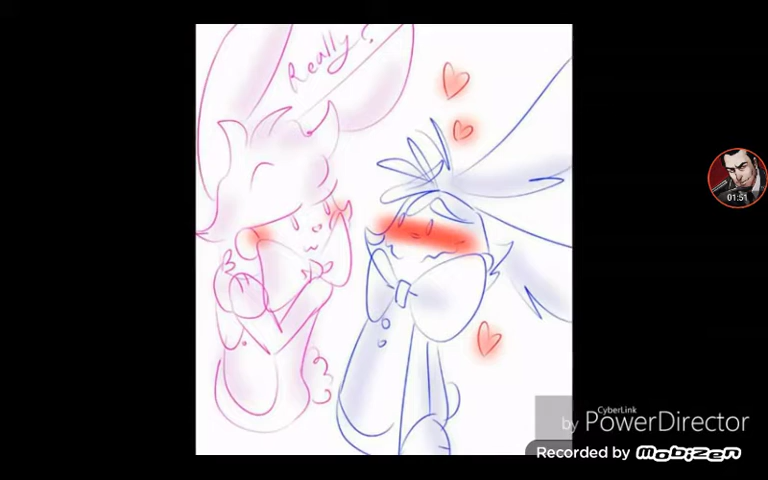 Really?
01:51
CyberLink
by PowerDirector
Recorded by mobizen